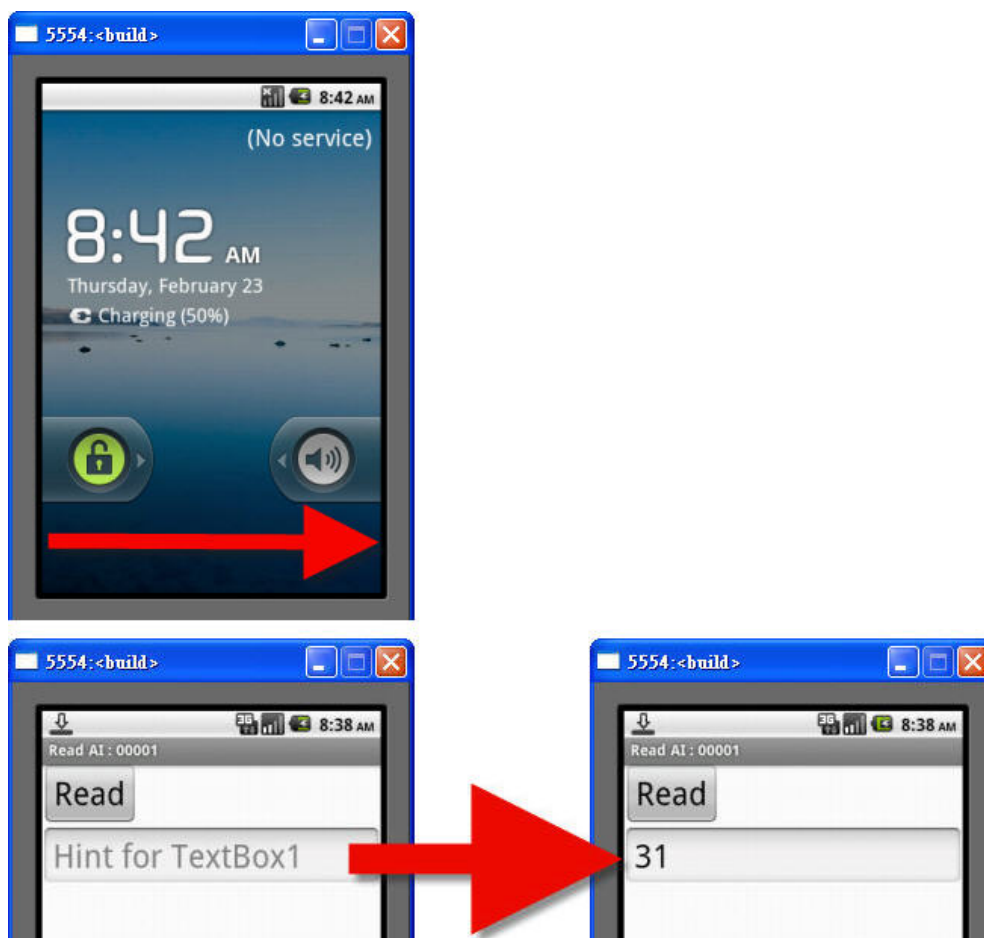 5554:<build>
8:42 AM
(No service)
8:42 AM
Thursday, February 23
Charging (50%)
5554:<build>
8:38 AM
Read AI : 00001
Read
Hint for TextBox1
5554:<build>
8:38 AM
Read AI : 00001
Read
31